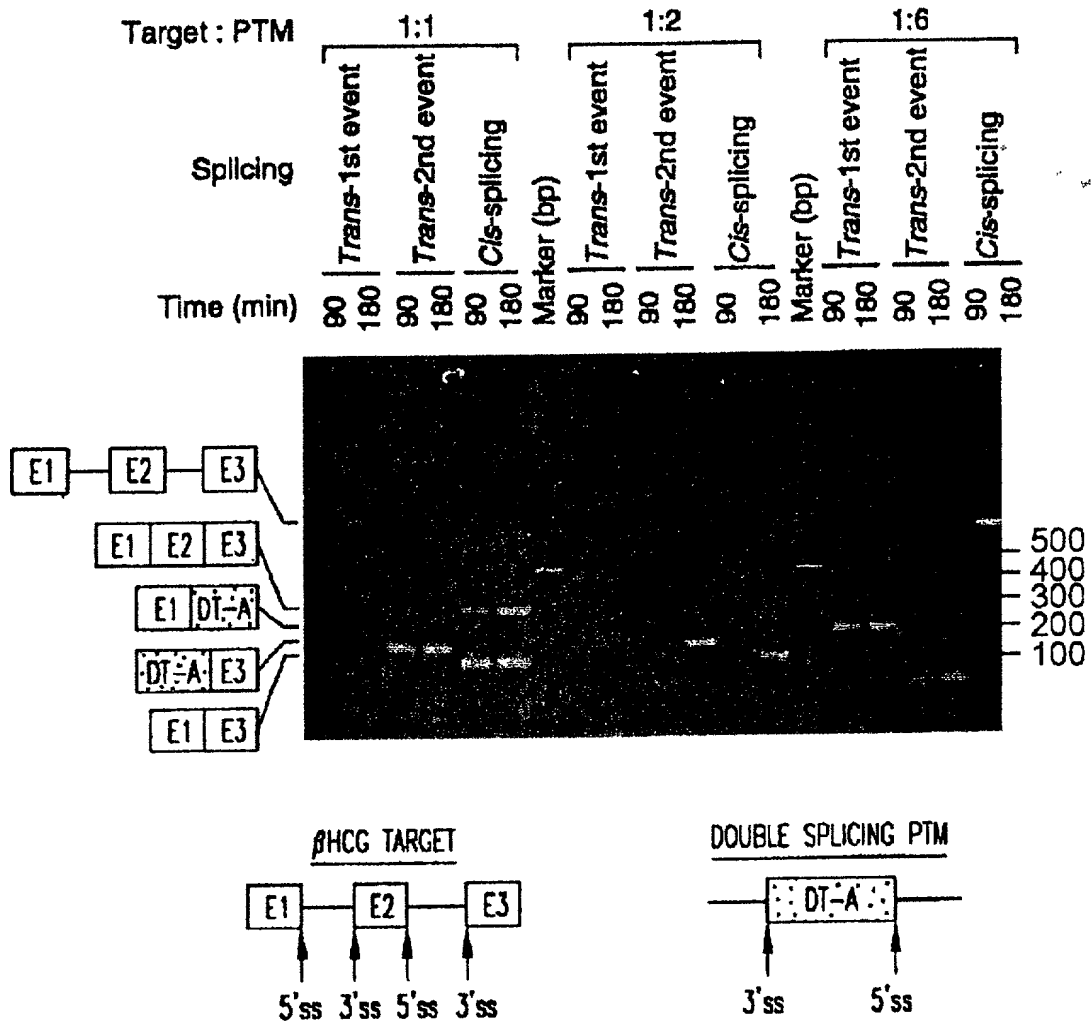 Target : PTM 1:1 1:2 1:6
Splicing Trans-1st event Trans-2nd event Cis-splicing Marker (bp) Trans-1st event Trans-2nd event Cis-splicing Marker (bp) Trans-1st event Trans-2nd event Cis-splicing
Time (min) 90 180 90 180 90 180 90 180 90 180 90 180 90 180 90 180 90 180
E1 E2 E3
500
E1 E2 E3
400
300
E1 DT-A
200
DT-A E3
100
E1 E3
βHCG TARGET
DOUBLE SPLICING PTM
E1 E2 E3
DT-A
5'ss 3'ss 5'ss 3'ss
3'ss 5'ss